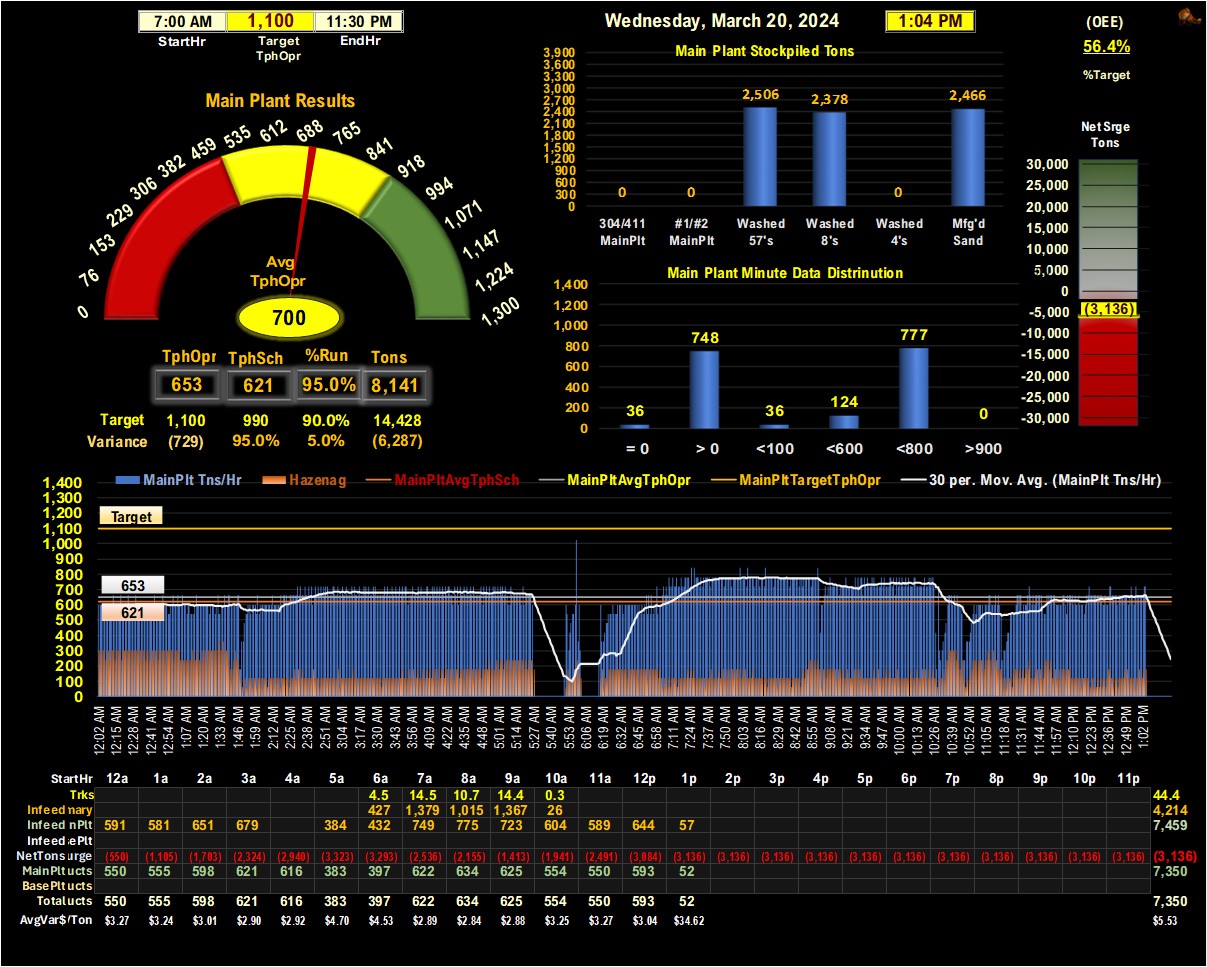 7:00 AM 1,100 11:30 PM
StartHr Target TphOpr EndHr
Wednesday, March 20, 2024 1:04 PM
(OEE)
56.4%
%Target
Main Plant Results
0 76 153 229 306 382 459 535 612 688 765 841 918 994 1,071 1,147 1,224 1,300
Avg
TphOpr
700
TphOpr TphSch %Run Tons
653 621 95.0% 8,141
Target 1,100 990 90.0% 14,428
Variance (729) 95.0% 5.0% (6,287)
Main Plant Stockpiled Tons
3,900
3,600
3,300
3,000
2,700
2,400
2,100
1,800
1,500
1,200
900
600
300
0
0 0 2,506 2,378 0 2,466
304/411 #1/#2 Washed Washed Washed Mfg'd
MainPlt MainPlt 57's 8's 4's Sand
Main Plant Minute Data Distrinution
1,400
1,200
1,000
800
600
400
200
0
36 748 36 124 777 0
= 0 > 0 <100 <600 <800 >900
Net Srge
Tons
30,000
25,000
20,000
15,000
10,000
5,000
0
-5,000
-10,000
-15,000
-20,000
-25,000
-30,000
(3,136)
MainPlt Tns/Hr Hazenag MainPltAvgTphSch MainPltAvgTphOpr MainPltTargetTphOpr 30 per. Mov. Avg. (MainPlt Tns/Hr)
1,400
1,300
1,200
1,100
1,000
900
800
700
600
500
400
300
200
100
0
Target
653
621
12:02 AM 12:15 AM 12:28 AM 12:41 AM 12:54 AM 1:07 AM 1:20 AM 1:33 AM 1:46 AM 1:59 AM 2:12 AM 2:25 AM 2:38 AM 2:51 AM 3:04 AM 3:17 AM 3:30 AM 3:43 AM 3:56 AM 4:09 AM 4:22 AM 4:35 AM 4:48 AM 5:01 AM 5:14 AM 5:27 AM 5:40 AM 5:53 AM 6:06 AM 6:19 AM 6:32 AM 6:45 AM 6:58 AM 7:11 AM 7:24 AM 7:37 AM 7:50 AM 8:03 AM 8:16 AM 8:29 AM 8:42 AM 8:55 AM 9:08 AM 9:21 AM 9:34 AM 9:47 AM 10:00 AM 10:13 AM 10:26 AM 10:39 AM 10:52 AM 11:05 AM 11:18 AM 11:31 AM 11:44 AM 11:57 AM 12:10 PM 12:23 PM 12:36 PM 12:49 PM 1:02 PM
StartHr 12a 1a 2a 3a 4a 5a 6a 7a 8a 9a 10a 11a 12p 1p 2p 3p 4p 5p 6p 7p 8p 9p 10p 11p
Trks 4.5 14.5 10.7 14.4 0.3 44.4
Infeed nary 427 1,379 1,015 1,367 26 4,214
Infeed nPlt 591 581 651 679 384 432 749 775 723 604 589 644 57 7,459
Infeed ePlt
NetTons urge (550) (1,105) (1,703) (2,324) (2,940) (3,323) (3,293) (2,536) (2,155) (1,413) (1,941) (2,491) (3,084) (3,136) (3,136) (3,136) (3,136) (3,136) (3,136) (3,136) (3,136) (3,136) (3,136) (3,136) (3,136)
MainPlt ucts 550 555 598 621 616 383 397 622 634 625 554 550 593 52 7,350
BasePlt ucts
Total ucts 550 555 598 621 616 383 397 622 634 625 554 550 593 52 7,350
AvgVar$/Ton $3.27 $3.24 $3.01 $2.90 $2.92 $4.70 $4.53 $2.89 $2.84 $2.88 $3.25 $3.27 $3.04 $34.62 $5.53